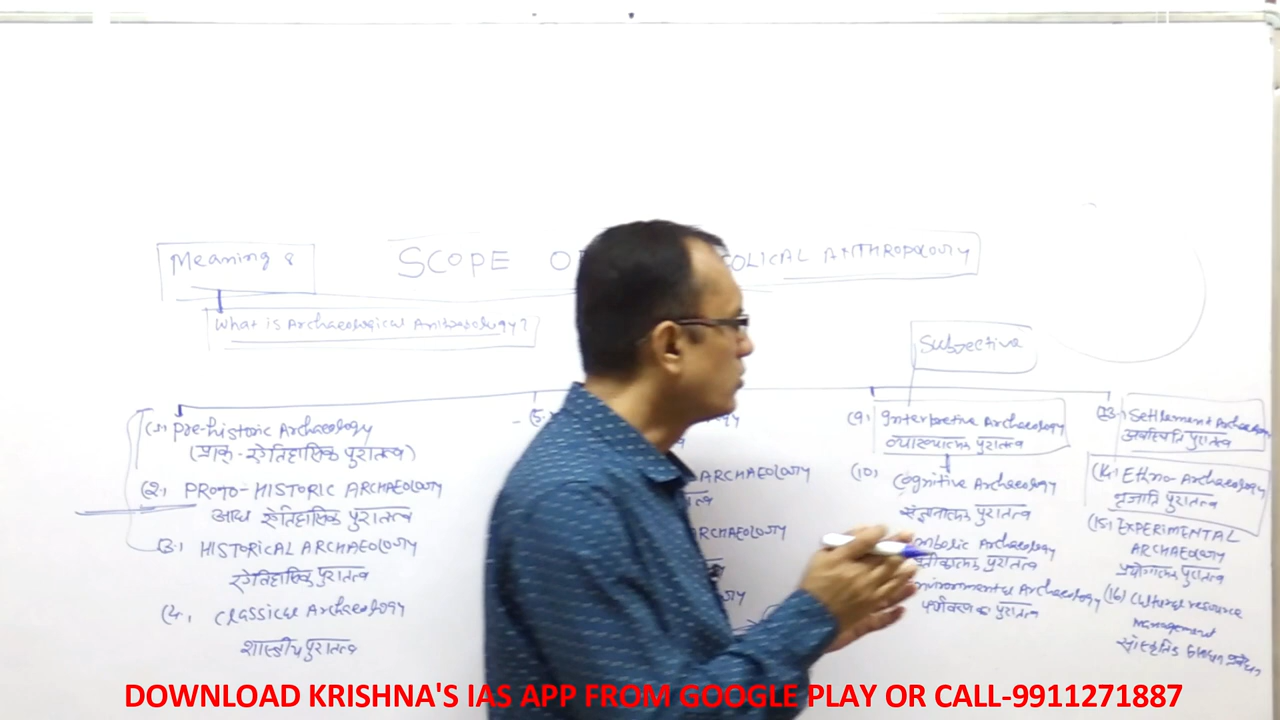 Meaning &
SCOPE OF OLICAL ANTHROPOLOGY
What is Archaeological Anthropology?
Subjective
(1) Pre-historic Archaeology
(प्राक्-ऐतिहासिक पुरातत्व)
(2) PROTO-HISTORIC ARCHAEOLOGY
आद्य ऐतिहासिक पुरातत्व
(3) HISTORICAL ARCHAEOLOGY
ऐतिहासिक पुरातत्व
(4) Classical Archaeology
शास्त्रीय पुरातत्व
(5)
ARCHAEOLOGY
ARCHAEOLOGY
(9) Interpretive Archaeology
व्याख्यात्मक पुरातत्व
(10) Cognitive Archaeology
संज्ञानात्मक पुरातत्व
mbolic Archaeology
पुरातत्व
nvironmental Archaeology
पर्यावरण पुरातत्व
(13) Settlement Archaeology
अवस्थिति पुरातत्व
(14) Ethno-Archaeology
नृजाति पुरातत्व
(15) EXPERIMENTAL
ARCHAEOLOGY
प्रयोगात्मक पुरातत्व
(16) Cultural resource
Management
सांस्कृतिक
DOWNLOAD KRISHNA'S IAS APP FROM GOOGLE PLAY OR CALL-9911271887